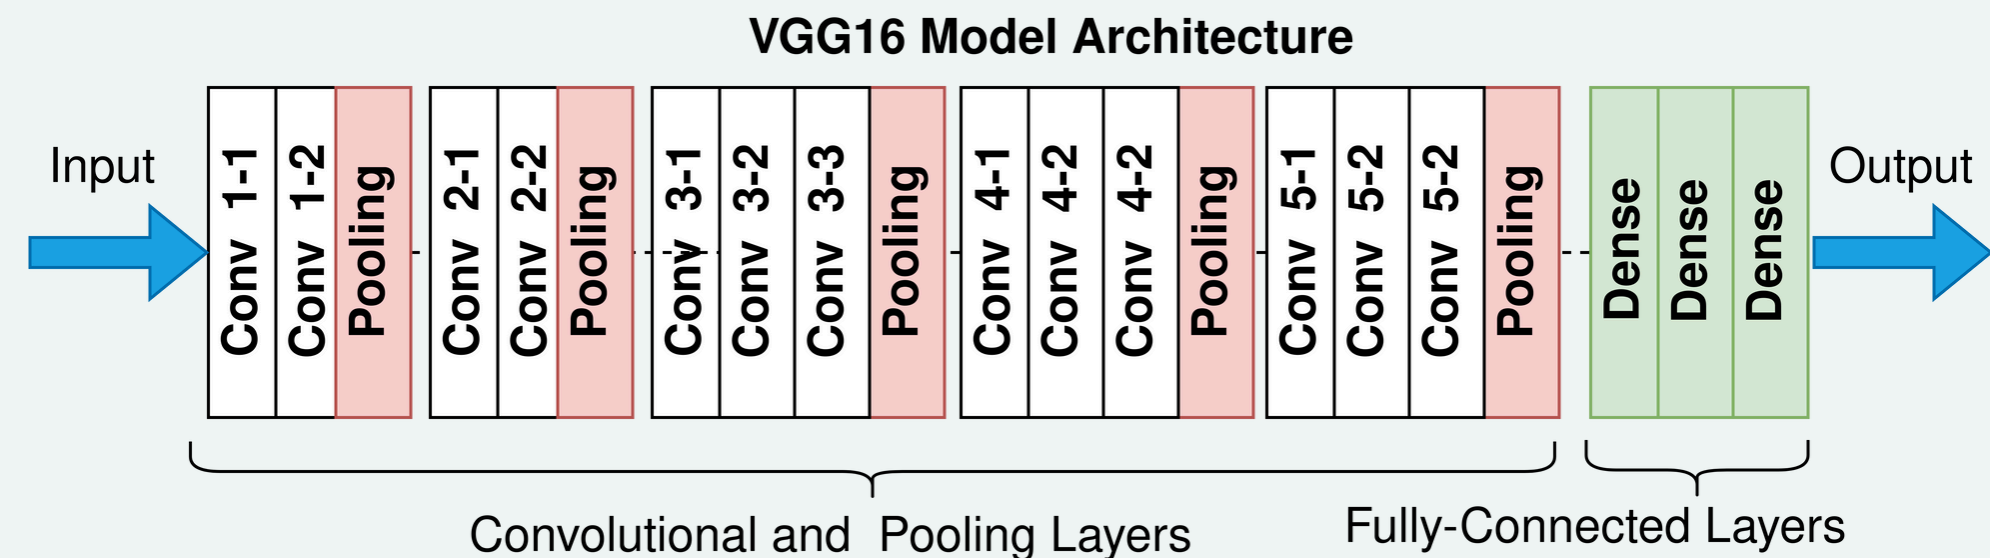 VGG16 Model Architecture
Input
Conv 1-1
Conv 1-2
Pooling
Conv 2-1
Conv 2-2
Pooling
Conv 3-1
Conv 3-2
Conv 3-3
Pooling
Conv 4-1
Conv 4-2
Conv 4-2
Pooling
Conv 5-1
Conv 5-2
Conv 5-2
Pooling
Dense
Dense
Dense
Output
Convolutional and Pooling Layers
Fully-Connected Layers